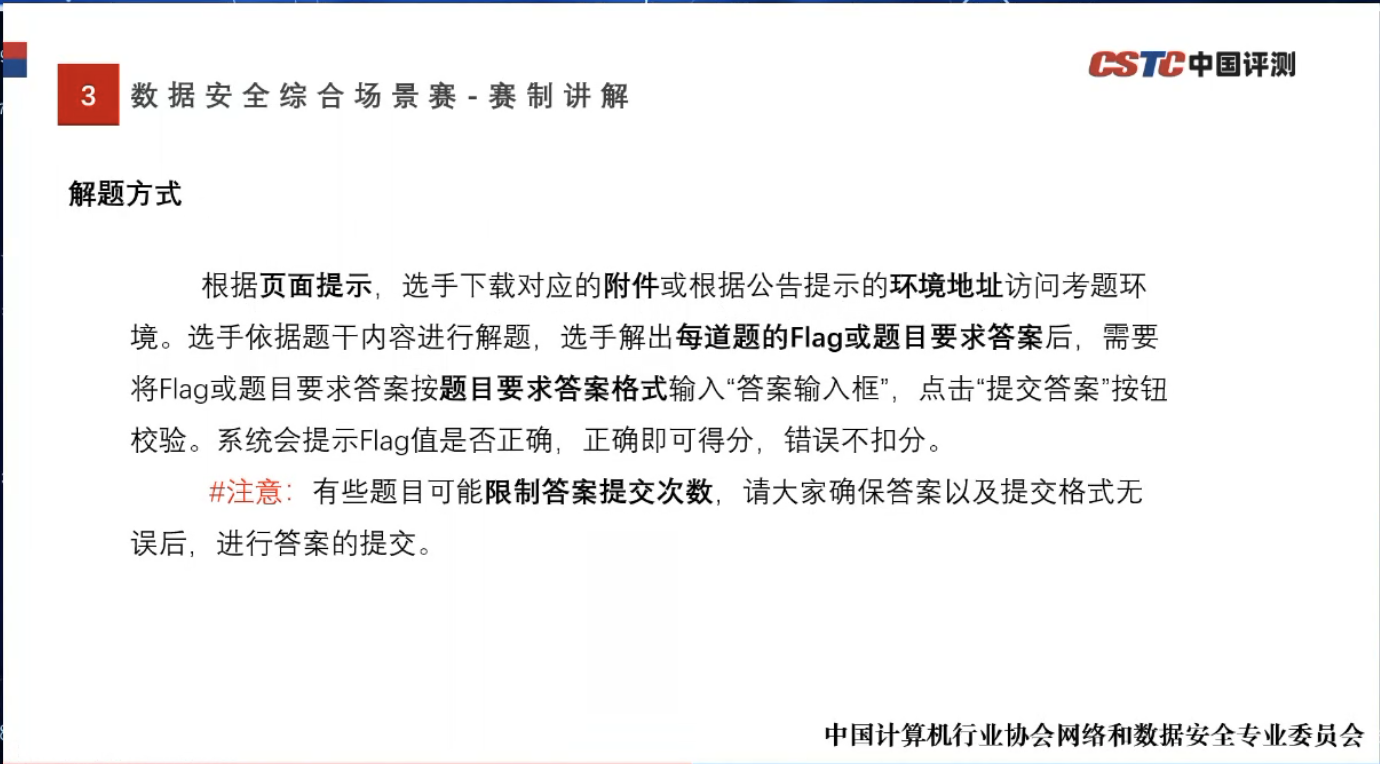 CSTC中国评测
3 数据安全综合场景赛-赛制讲解
解题方式
根据页面提示，选手下载对应的附件或根据公告提示的环境地址访问考题环
境。选手依据题干内容进行解题，选手解出每道题的Flag或题目要求答案后，需要
将Flag或题目要求答案按题目要求答案格式输入“答案输入框”，点击“提交答案”按钮
校验。系统会提示Flag值是否正确，正确即可得分，错误不扣分。
#注意：有些题目可能限制答案提交次数，请大家确保答案以及提交格式无
误后，进行答案的提交。
中国计算机行业协会网络和数据安全专业委员会